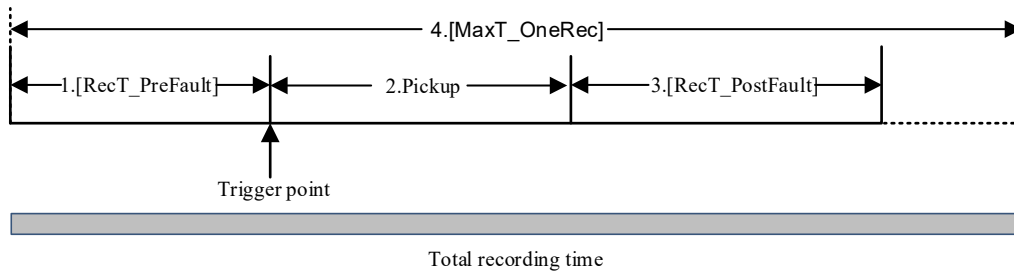 4.[MaxT_OneRec]
1.[RecT_PreFault]
2.Pickup
3.[RecT_PostFault]
Trigger point
Total recording time